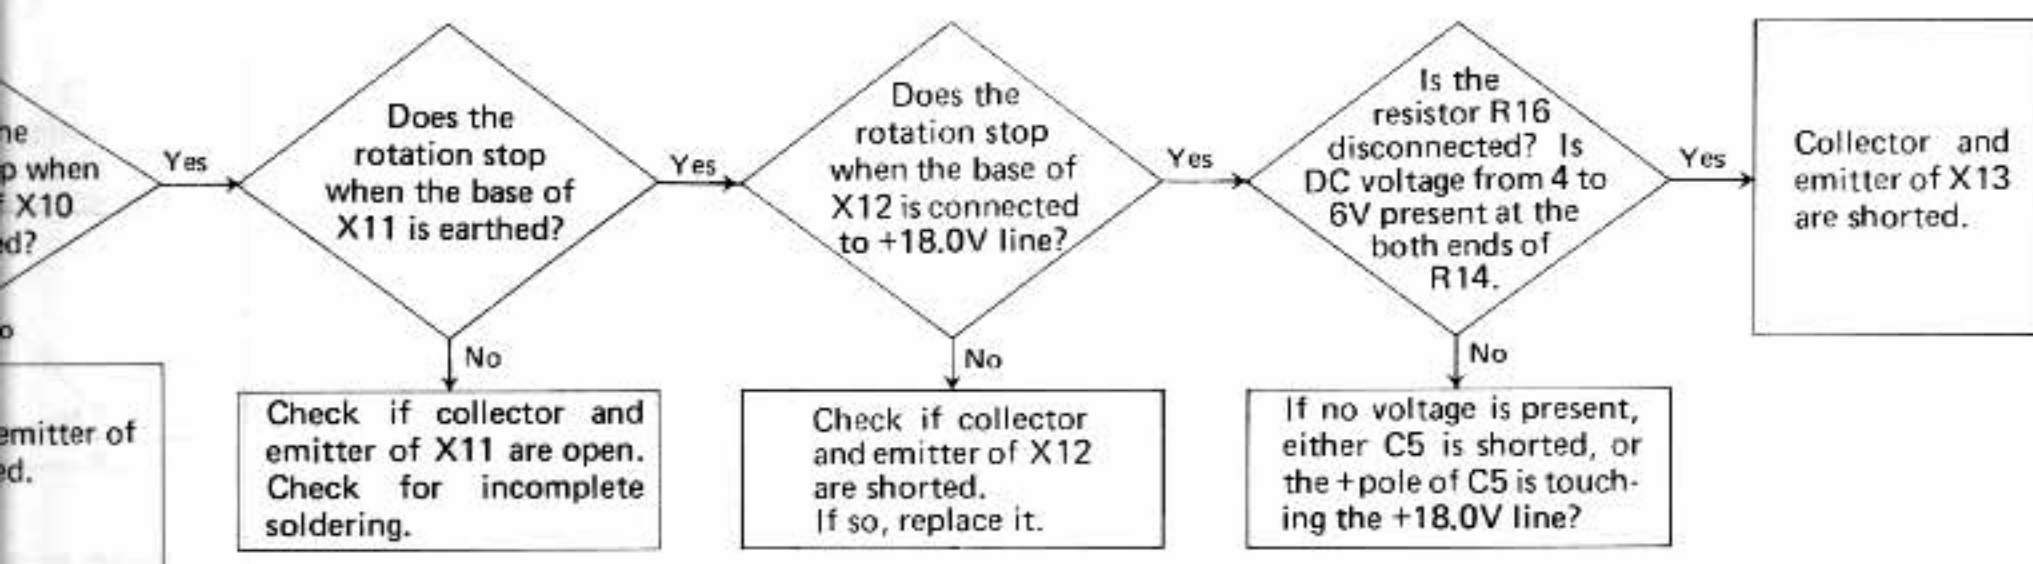 p when
X10
Yes
emitter of
Does the
rotation stop
when the base of
X11 is earthed?
Yes
No
Check if collector and
emitter of X11 are open.
Check for incomplete
soldering.
Does the
rotation stop
when the base of
X12 is connected
to +18.0V line?
Yes
No
Check if collector
and emitter of X12
are shorted.
If so, replace it.
Is the
resistor R16
disconnected? Is
DC voltage from 4 to
6V present at the
both ends of
R14.
Yes
No
If no voltage is present,
either C5 is shorted, or
the +pole of C5 is touch-
ing the +18.0V line?
Collector and
emitter of X13
are shorted.